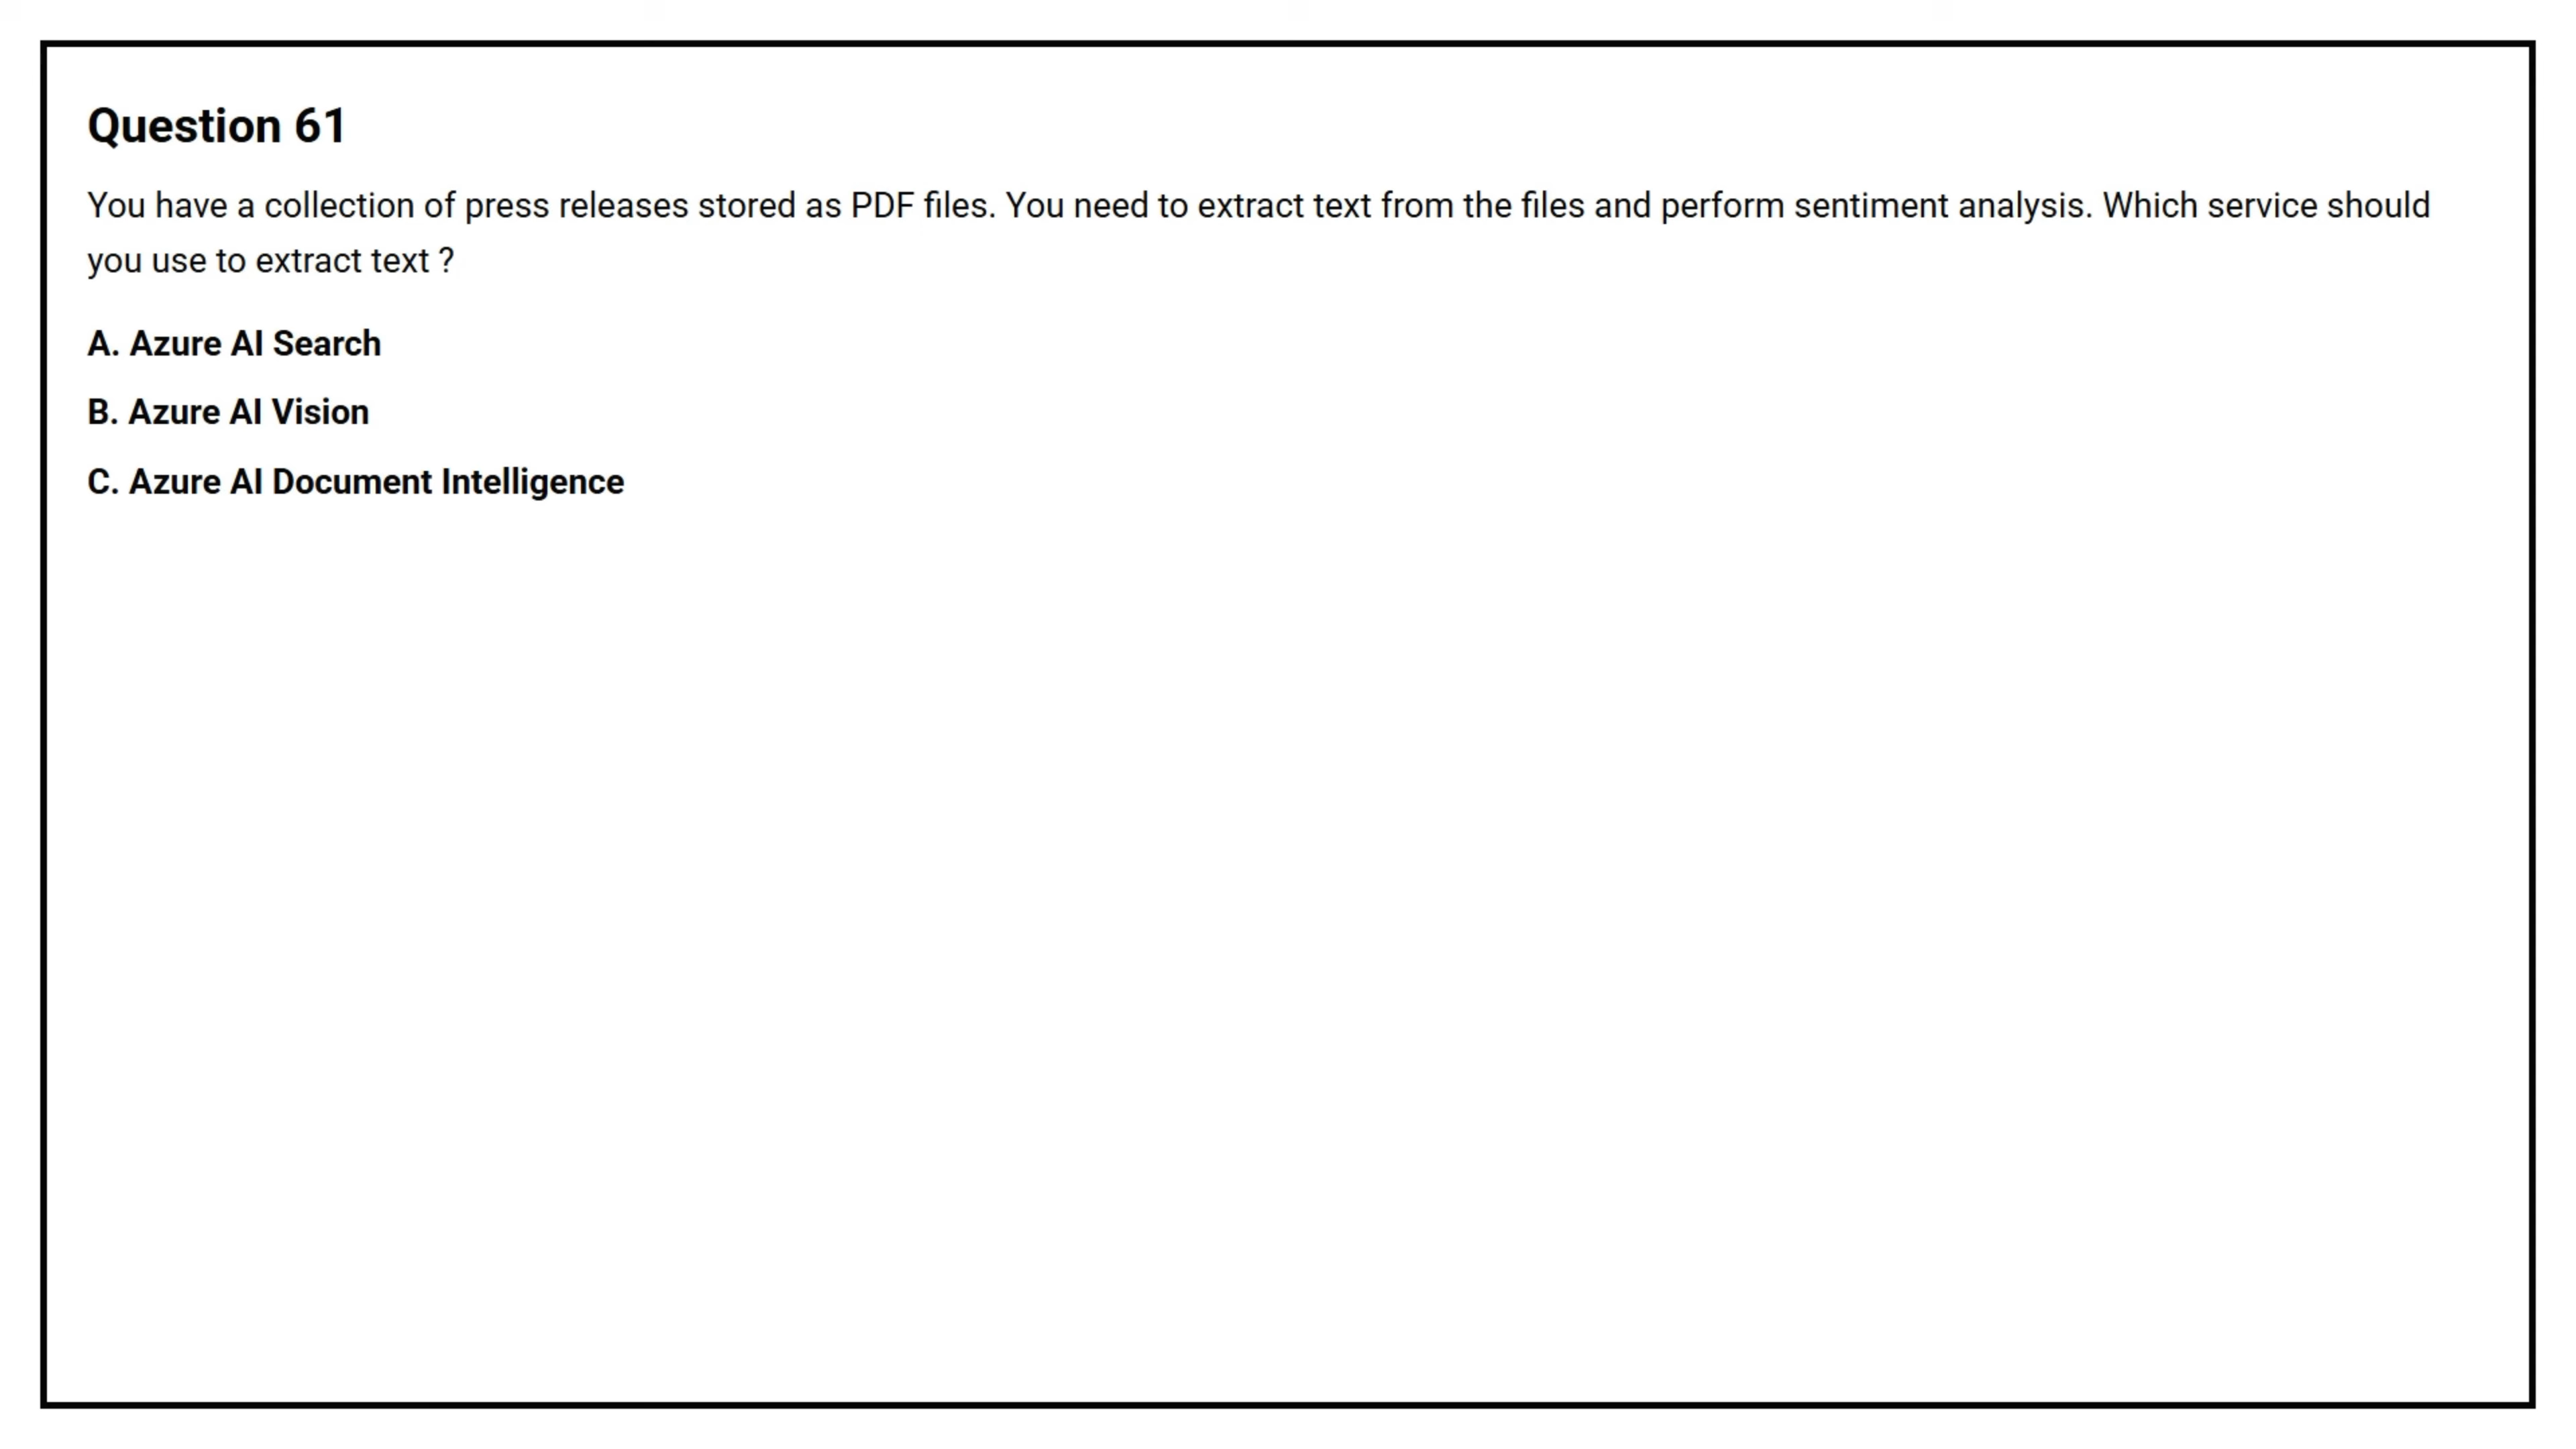 Question 61
You have a collection of press releases stored as PDF files. You need to extract text from the files and perform sentiment analysis. Which service should
you use to extract text ?
A. Azure AI Search
B. Azure AI Vision
C. Azure AI Document Intelligence